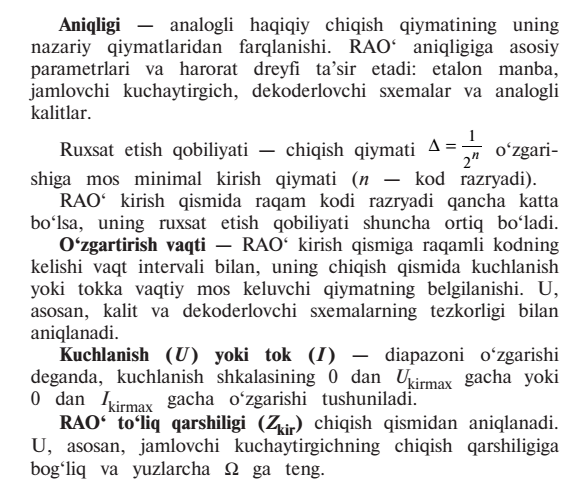 Aniqligi — analogli haqiqiy chiqish qiymatining uning
nazariy qiymatlaridan farqlanishi. RAO‘ aniqligiga asosiy
parametrlari va harorat dreyfi ta’sir etadi: etalon manba,
jamlovchi kuchaytirgich, dekoderlovchi sxemalar va analogli
kalitlar.
Ruxsat etish qobiliyati — chiqish qiymati Δ = 1/2ⁿ o‘zgari-
shiga mos minimal kirish qiymati (n — kod razryadi).
RAO‘ kirish qismida raqam kodi razryadi qancha katta
bo‘lsa, uning ruxsat etish qobiliyati shuncha ortiq bo‘ladi.
O‘zgartirish vaqti — RAO‘ kirish qismiga raqamli kodning
kelishi vaqt intervali bilan, uning chiqish qismida kuchlanish
yoki tokka vaqtiy mos keluvchi qiymatning belgilanishi. U,
asosan, kalit va dekoderlovchi sxemalarning tezkorligi bilan
aniqlanadi.
Kuchlanish (U) yoki tok (I) — diapazoni o‘zgarishi
deganda, kuchlanish shkalasining 0 dan U_kirmax gacha yoki
0 dan I_kirmax gacha o‘zgarishi tushuniladi.
RAO‘ to‘liq qarshiligi (Z_kir) chiqish qismidan aniqlanadi.
U, asosan, jamlovchi kuchaytirgichning chiqish qarshiligiga
bog‘liq va yuzlarcha Ω ga teng.